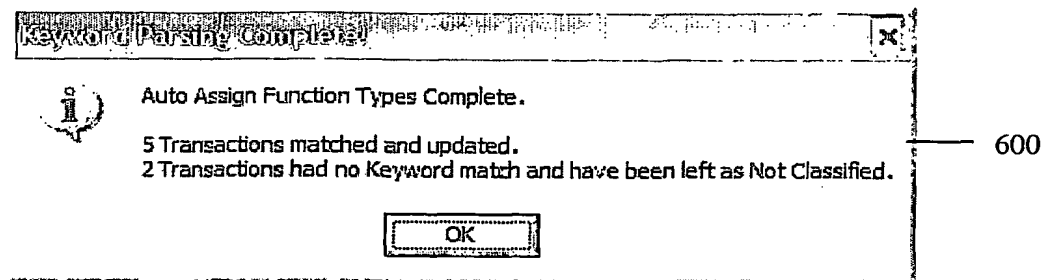 Keyword Parsing Complete!
Auto Assign Function Types Complete.
5 Transactions matched and updated.
600
2 Transactions had no Keyword match and have been left as Not Classified.
OK